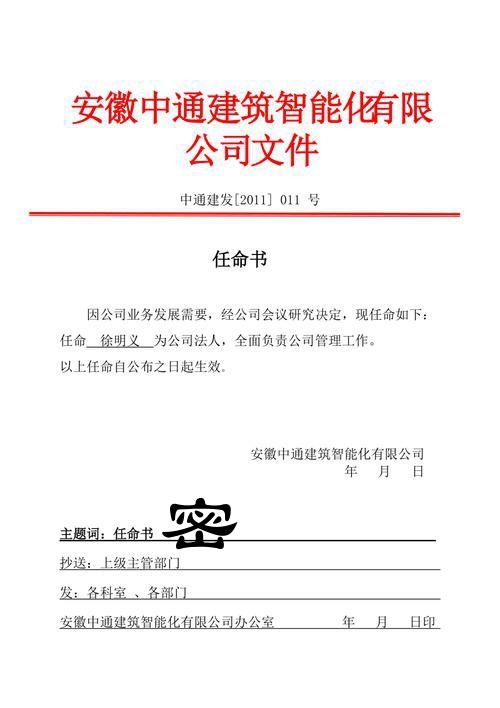 安徽中通建筑智能化有限
公司文件
中通建发[2011] 011 号
任命书
因公司业务发展需要，经公司会议研究决定，现任命如下：
任命 徐明义 为公司法人，全面负责公司管理工作。
以上任命自公布之日起生效。
安徽中通建筑智能化有限公司
年 月 日
密
主题词：任命书
抄送：上级主管部门
发：各科室 、各部门
安徽中通建筑智能化有限公司办公室 年 月 日印